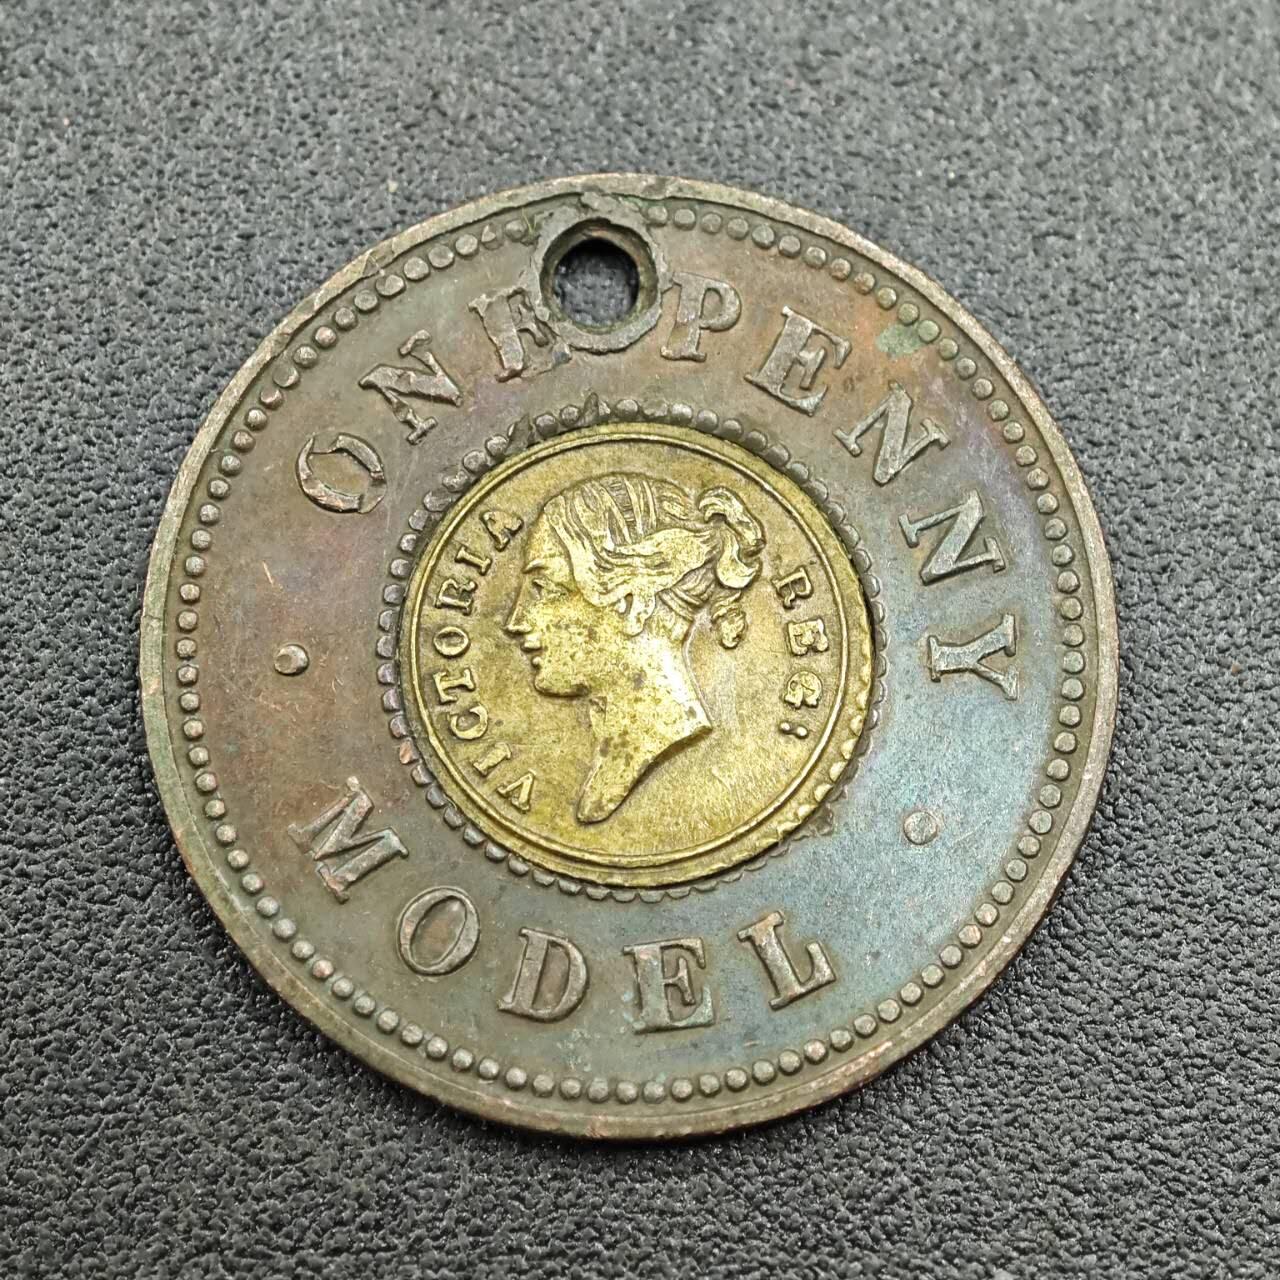 ONE PENNY
MODEL
VICTORIA REG: